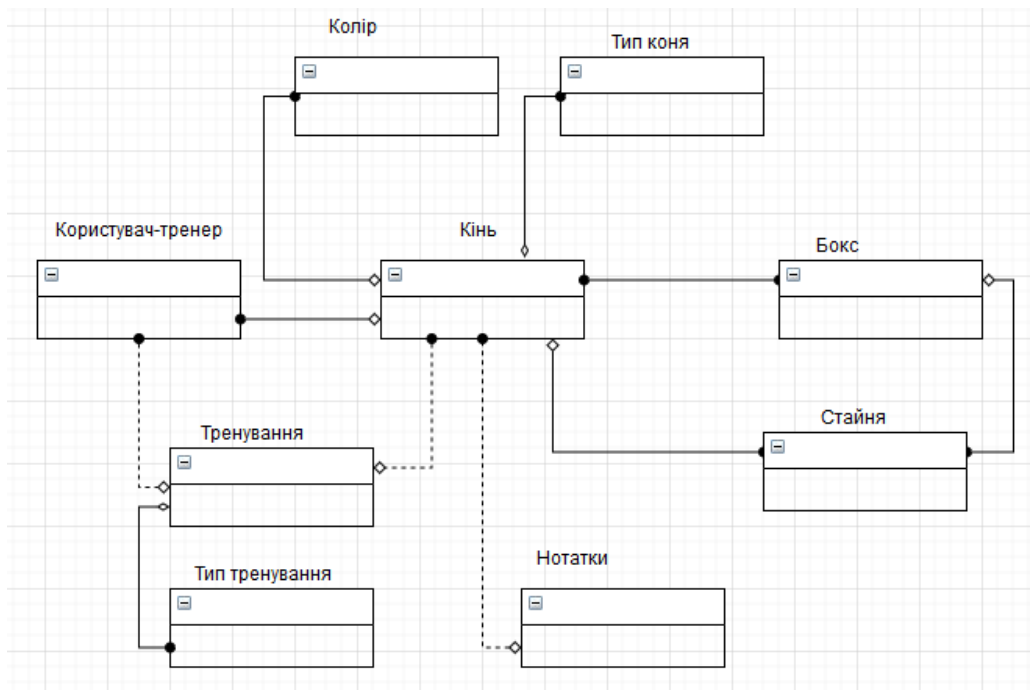 Колір
Тип коня
Користувач-тренер
Кінь
Бокс
Тренування
Стайня
Тип тренування
Нотатки